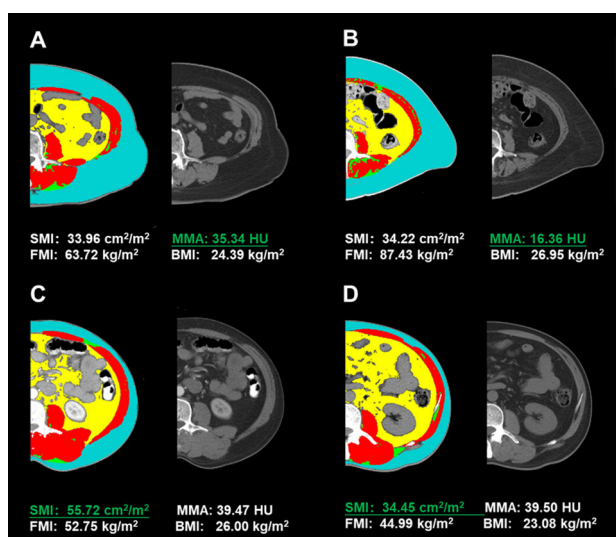 A
B
SMI: 33.96 cm²/m² MMA: 35.34 HU
FMI: 63.72 kg/m² BMI: 24.39 kg/m²
SMI: 34.22 cm²/m² MMA: 16.36 HU
FMI: 87.43 kg/m² BMI: 26.95 kg/m²
C
D
SMI: 55.72 cm²/m² MMA: 39.47 HU
FMI: 52.75 kg/m² BMI: 26.00 kg/m²
SMI: 34.45 cm²/m² MMA: 39.50 HU
FMI: 44.99 kg/m² BMI: 23.08 kg/m²